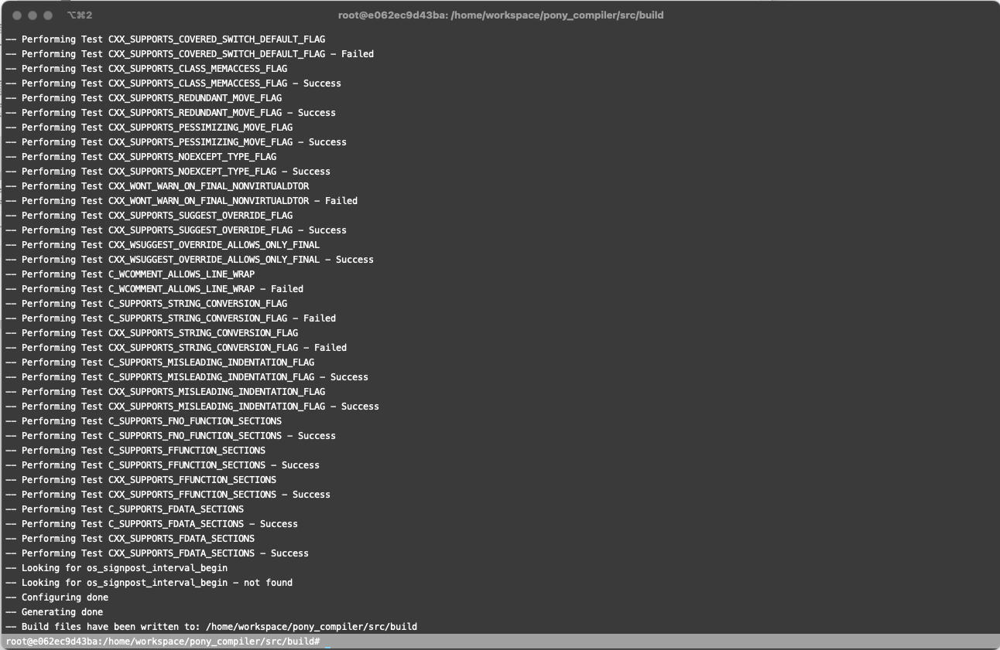 ⌥⌘2
root@e062ec9d43ba: /home/workspace/pony_compiler/src/build
-- Performing Test CXX_SUPPORTS_COVERED_SWITCH_DEFAULT_FLAG
-- Performing Test CXX_SUPPORTS_COVERED_SWITCH_DEFAULT_FLAG - Failed
-- Performing Test CXX_SUPPORTS_CLASS_MEMACCESS_FLAG
-- Performing Test CXX_SUPPORTS_CLASS_MEMACCESS_FLAG - Success
-- Performing Test CXX_SUPPORTS_REDUNDANT_MOVE_FLAG
-- Performing Test CXX_SUPPORTS_REDUNDANT_MOVE_FLAG - Success
-- Performing Test CXX_SUPPORTS_PESSIMIZING_MOVE_FLAG
-- Performing Test CXX_SUPPORTS_PESSIMIZING_MOVE_FLAG - Success
-- Performing Test CXX_SUPPORTS_NOEXCEPT_TYPE_FLAG
-- Performing Test CXX_SUPPORTS_NOEXCEPT_TYPE_FLAG - Success
-- Performing Test CXX_WONT_WARN_ON_FINAL_NONVIRTUALDTOR
-- Performing Test CXX_WONT_WARN_ON_FINAL_NONVIRTUALDTOR - Failed
-- Performing Test CXX_SUPPORTS_SUGGEST_OVERRIDE_FLAG
-- Performing Test CXX_SUPPORTS_SUGGEST_OVERRIDE_FLAG - Success
-- Performing Test CXX_WSUGGEST_OVERRIDE_ALLOWS_ONLY_FINAL
-- Performing Test CXX_WSUGGEST_OVERRIDE_ALLOWS_ONLY_FINAL - Success
-- Performing Test C_WCOMMENT_ALLOWS_LINE_WRAP
-- Performing Test C_WCOMMENT_ALLOWS_LINE_WRAP - Failed
-- Performing Test C_SUPPORTS_STRING_CONVERSION_FLAG
-- Performing Test C_SUPPORTS_STRING_CONVERSION_FLAG - Failed
-- Performing Test CXX_SUPPORTS_STRING_CONVERSION_FLAG
-- Performing Test CXX_SUPPORTS_STRING_CONVERSION_FLAG - Failed
-- Performing Test C_SUPPORTS_MISLEADING_INDENTATION_FLAG
-- Performing Test C_SUPPORTS_MISLEADING_INDENTATION_FLAG - Success
-- Performing Test CXX_SUPPORTS_MISLEADING_INDENTATION_FLAG
-- Performing Test CXX_SUPPORTS_MISLEADING_INDENTATION_FLAG - Success
-- Performing Test C_SUPPORTS_FNO_FUNCTION_SECTIONS
-- Performing Test C_SUPPORTS_FNO_FUNCTION_SECTIONS - Success
-- Performing Test C_SUPPORTS_FFUNCTION_SECTIONS
-- Performing Test C_SUPPORTS_FFUNCTION_SECTIONS - Success
-- Performing Test CXX_SUPPORTS_FFUNCTION_SECTIONS
-- Performing Test CXX_SUPPORTS_FFUNCTION_SECTIONS - Success
-- Performing Test C_SUPPORTS_FDATA_SECTIONS
-- Performing Test C_SUPPORTS_FDATA_SECTIONS - Success
-- Performing Test CXX_SUPPORTS_FDATA_SECTIONS
-- Performing Test CXX_SUPPORTS_FDATA_SECTIONS - Success
-- Looking for os_signpost_interval_begin
-- Looking for os_signpost_interval_begin - not found
-- Configuring done
-- Generating done
-- Build files have been written to: /home/workspace/pony_compiler/src/build
root@e062ec9d43ba:/home/workspace/pony_compiler/src/build#